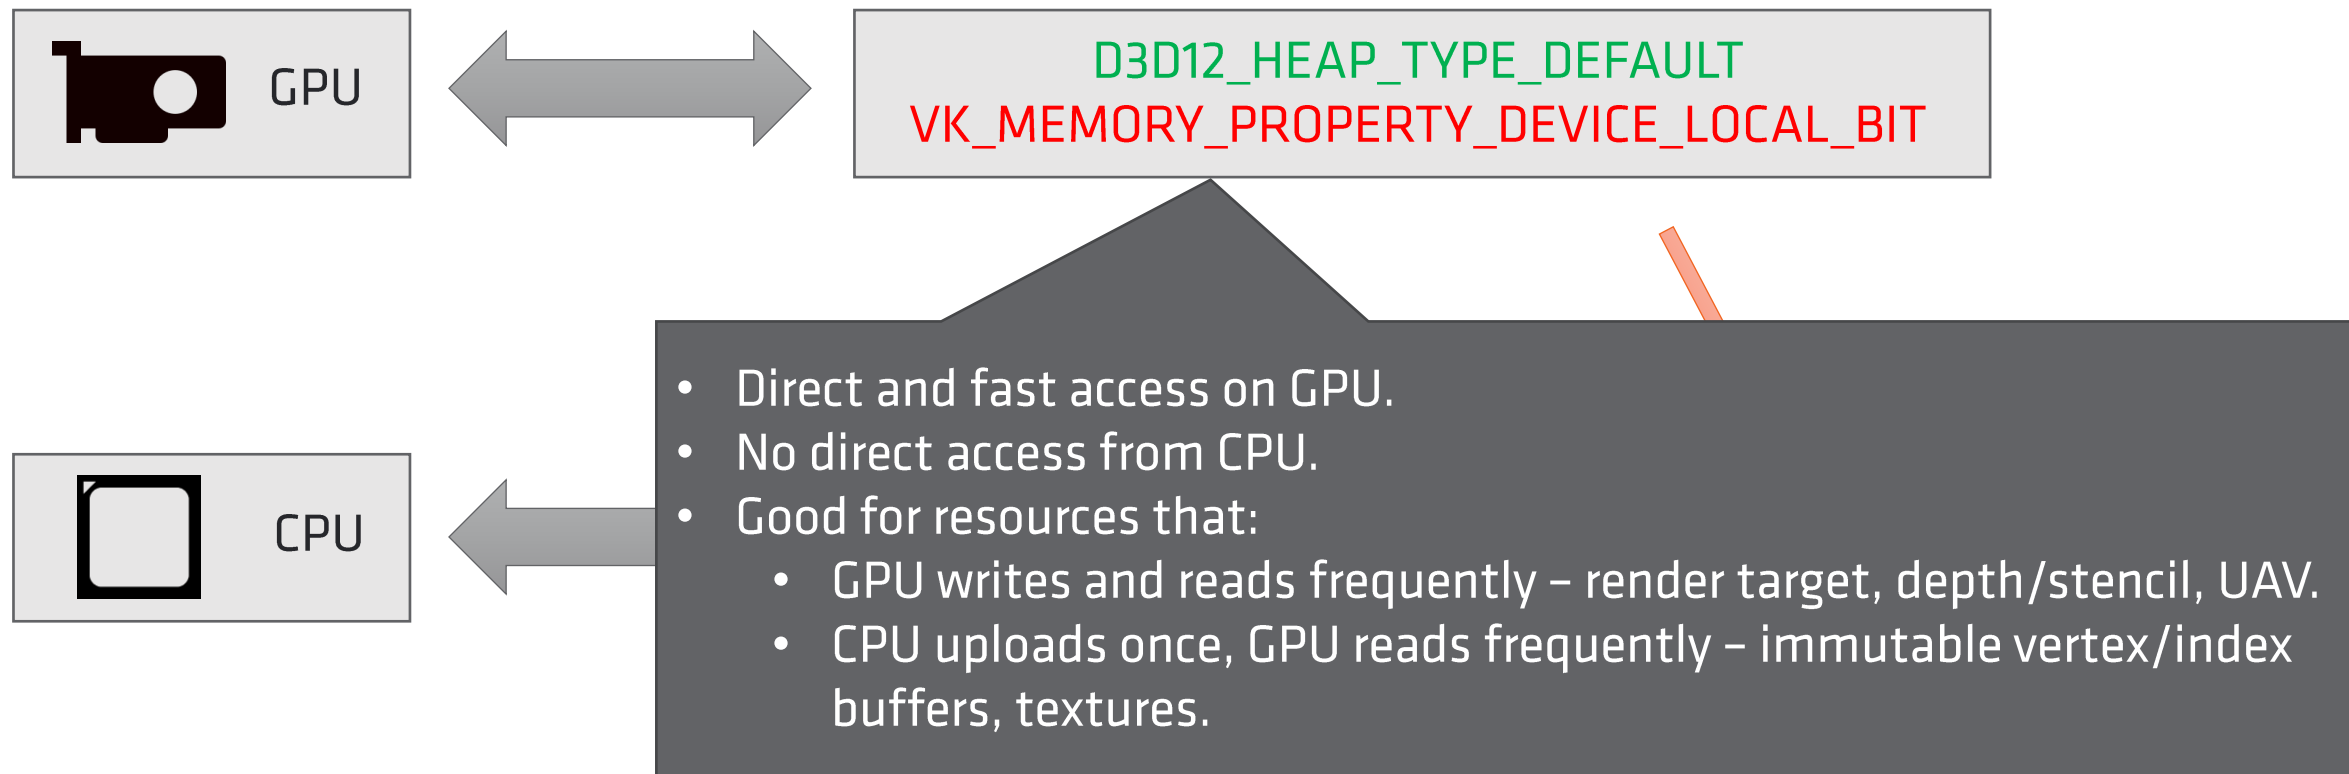 GPU
D3D12_HEAP_TYPE_DEFAULT
VK_MEMORY_PROPERTY_DEVICE_LOCAL_BIT
• Direct and fast access on GPU.
• No direct access from CPU.
• Good for resources that:
• GPU writes and reads frequently – render target, depth/stencil, UAV.
• CPU uploads once, GPU reads frequently – immutable vertex/index
buffers, textures.
CPU